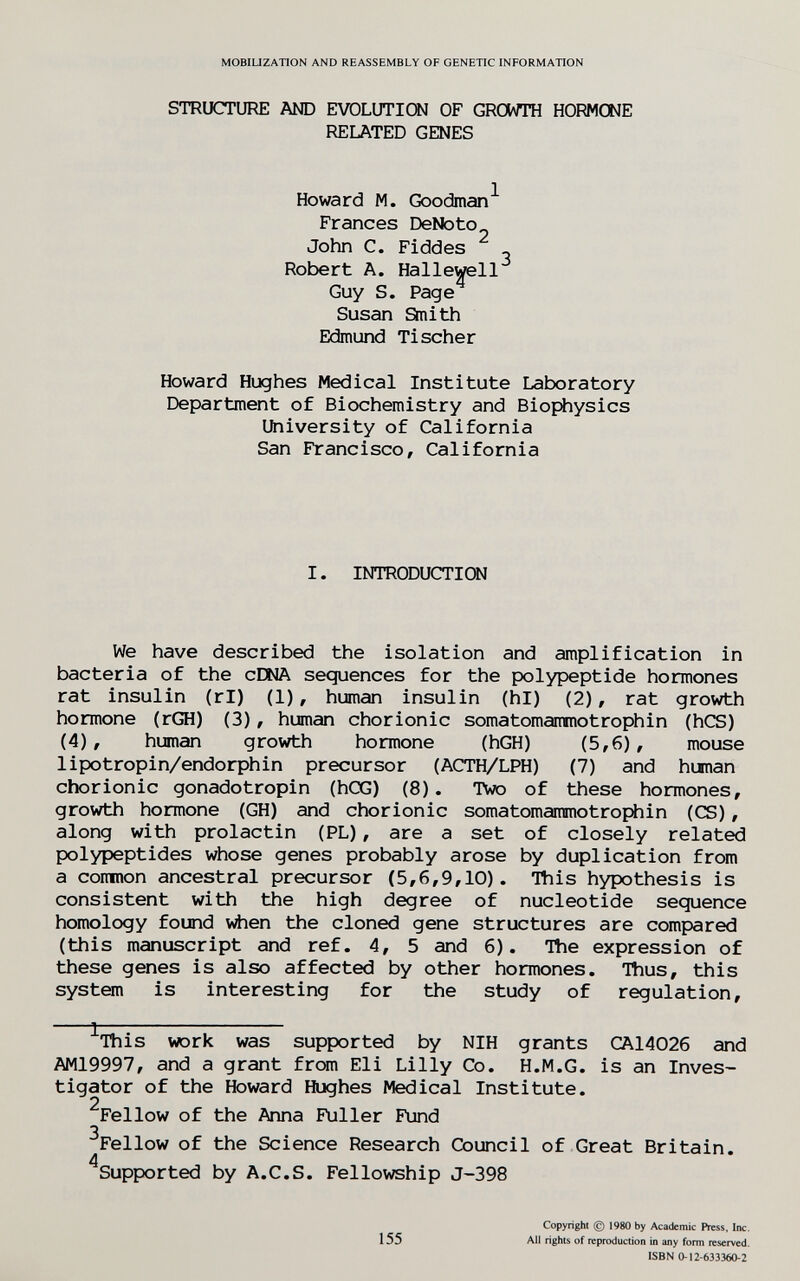 MOBILIZATION AND REASSEMBLY OF GENETIC INFORMATION
STRUCTURE AND EVOLUTION OF GROWTH HORMONE
RELATED GENES
Howard M. Goodman¹
Frances DeNoto
John C. Fiddes ²
Robert A. Hallewell³
Guy S. Page⁴
Susan Smith
Edmund Tischer
Howard Hughes Medical Institute Laboratory
Department of Biochemistry and Biophysics
University of California
San Francisco, California
I. INTRODUCTION
We have described the isolation and amplification in
bacteria of the cDNA sequences for the polypeptide hormones
rat insulin (rI) (1), human insulin (hI) (2), rat growth
hormone (rGH) (3), human chorionic somatomammotrophin (hCS)
(4), human growth hormone (hGH) (5,6), mouse
lipotropin/endorphin precursor (ACTH/LPH) (7) and human
chorionic gonadotropin (hCG) (8). Two of these hormones,
growth hormone (GH) and chorionic somatomammotrophin (CS),
along with prolactin (PL), are a set of closely related
polypeptides whose genes probably arose by duplication from
a common ancestral precursor (5,6,9,10). This hypothesis is
consistent with the high degree of nucleotide sequence
homology found when the cloned gene structures are compared
(this manuscript and ref. 4, 5 and 6). The expression of
these genes is also affected by other hormones. Thus, this
system is interesting for the study of regulation,
¹This work was supported by NIH grants CA14026 and
AM19997, and a grant from Eli Lilly Co. H.M.G. is an Inves-
tigator of the Howard Hughes Medical Institute.
²Fellow of the Anna Fuller Fund
³Fellow of the Science Research Council of Great Britain.
⁴Supported by A.C.S. Fellowship J-398
155
Copyright © 1980 by Academic Press, Inc.
All rights of reproduction in any form reserved.
ISBN 0-12-633360-2